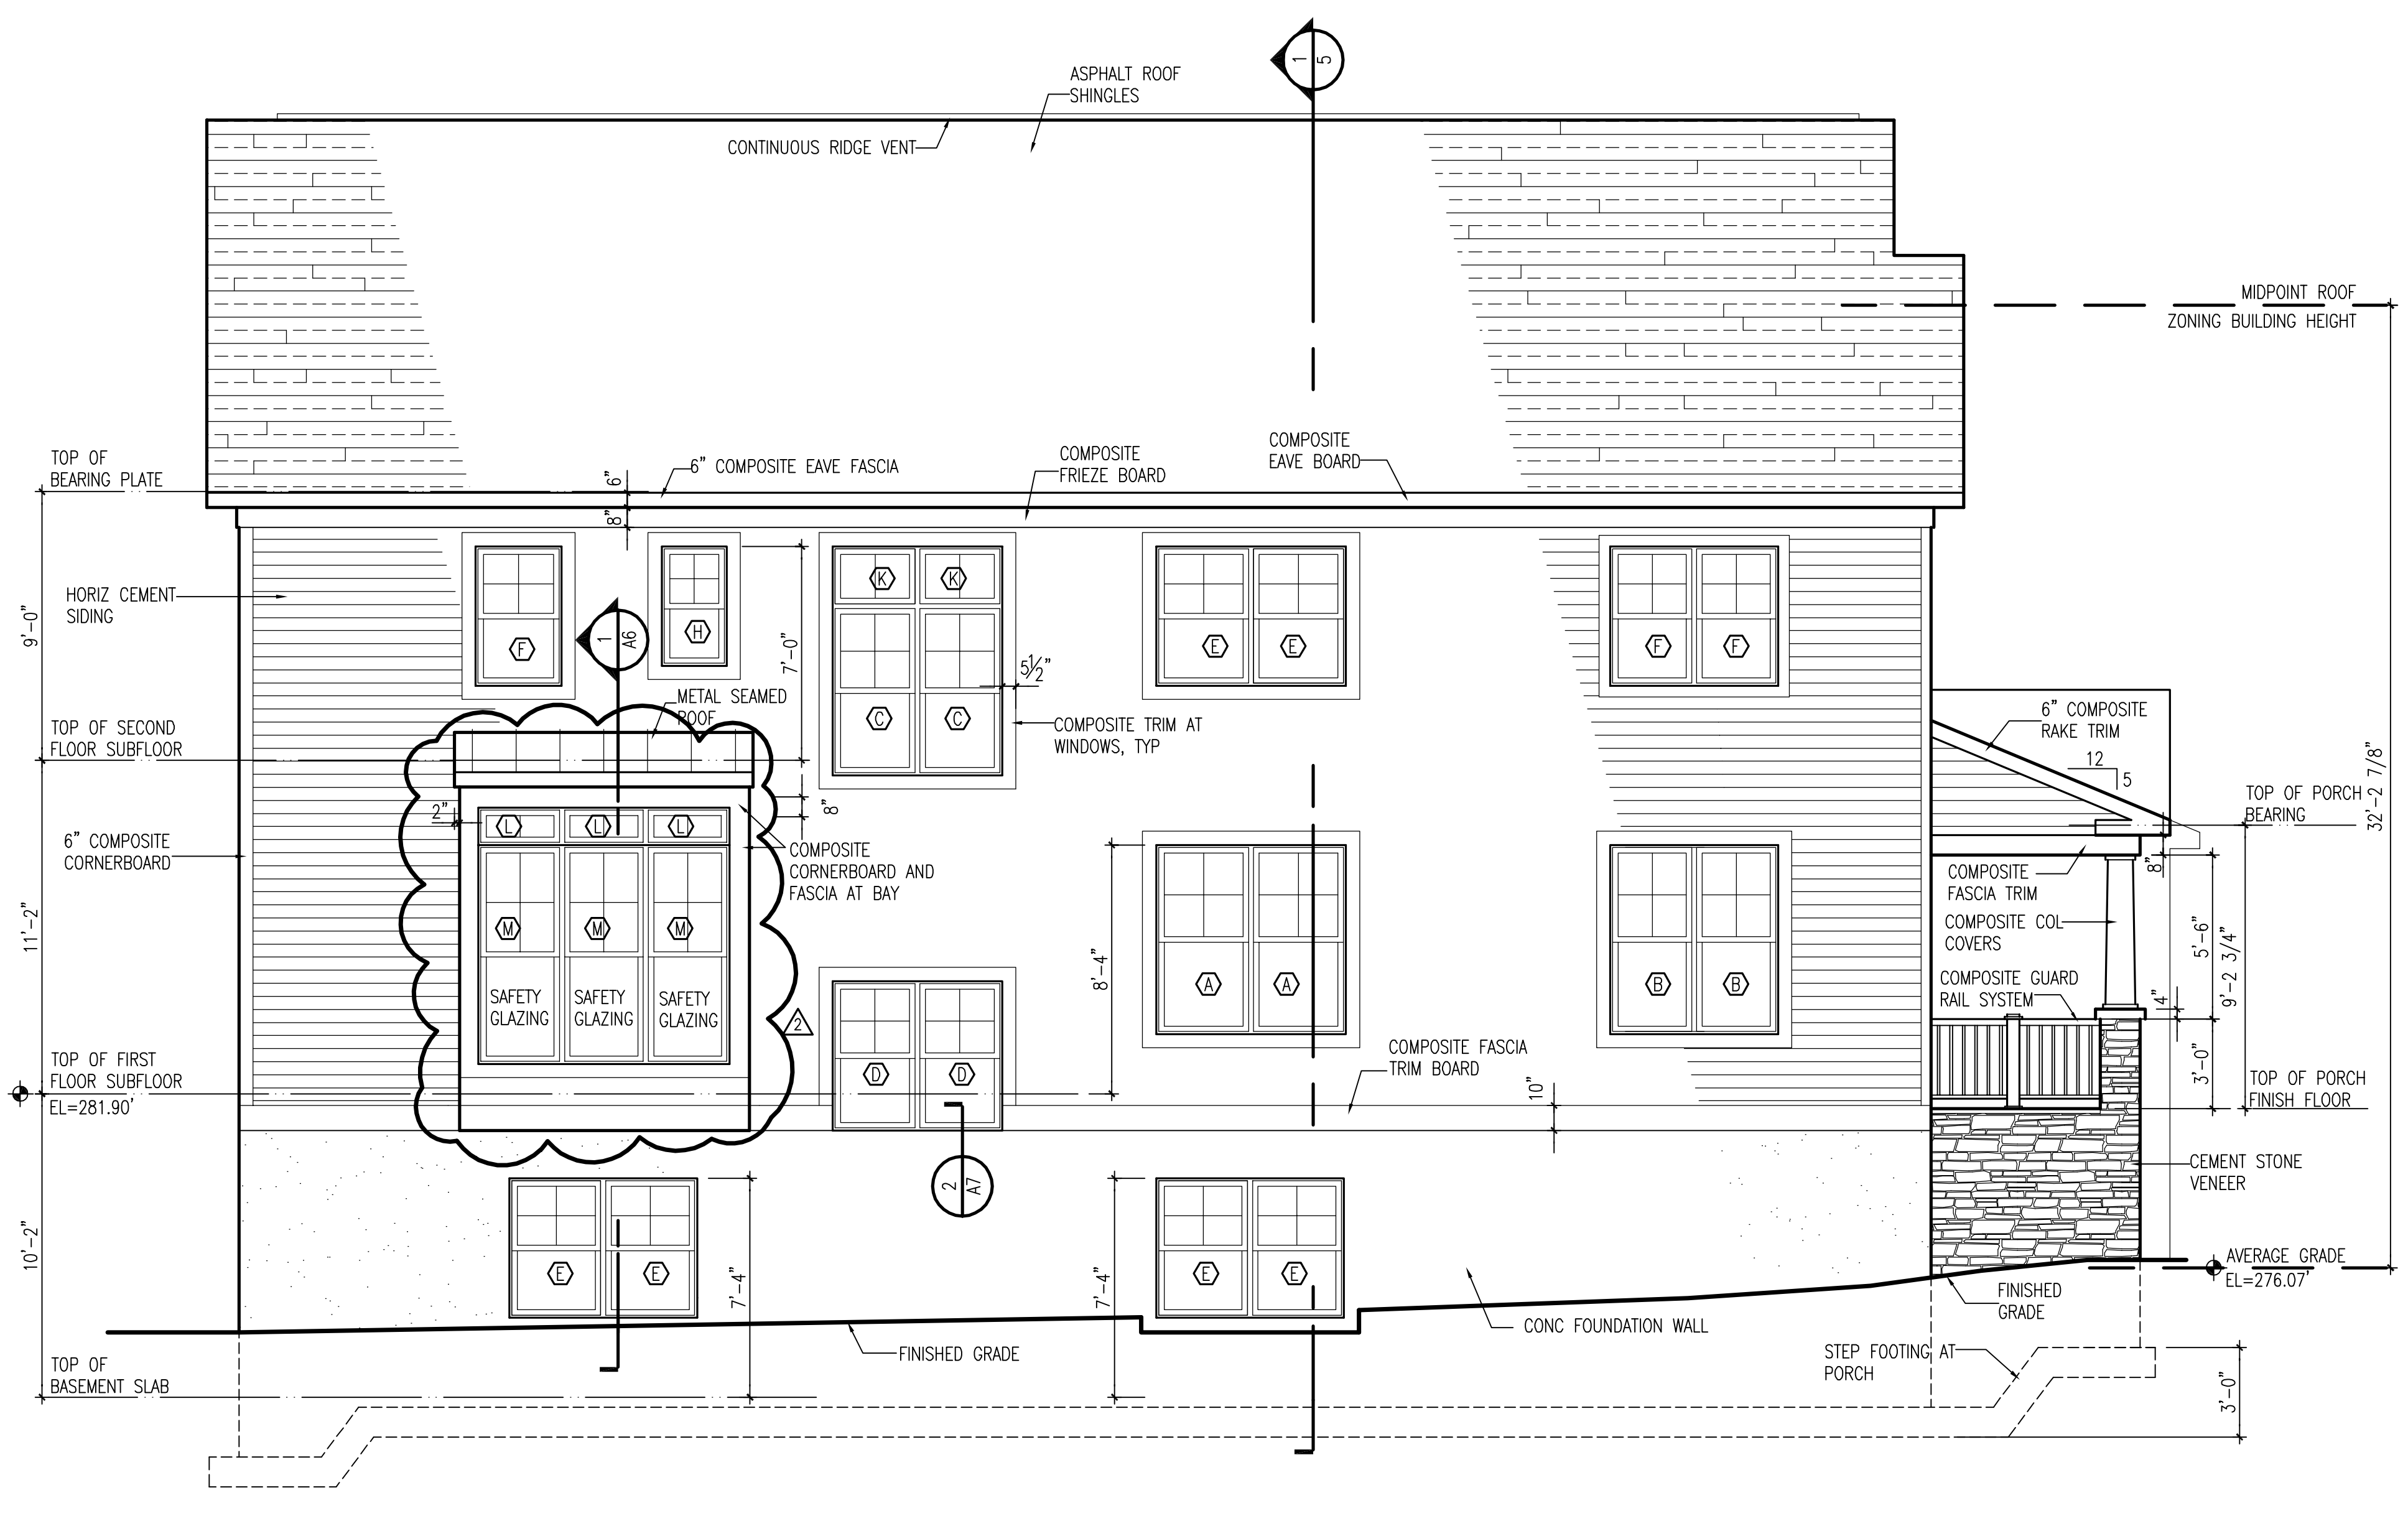 1
5
ASPHALT ROOF
SHINGLES
CONTINUOUS RIDGE VENT
MIDPOINT ROOF
ZONING BUILDING HEIGHT
TOP OF
BEARING PLATE
6" COMPOSITE EAVE FASCIA
6"
8"
COMPOSITE
FRIEZE BOARD
COMPOSITE
EAVE BOARD
HORIZ CEMENT
SIDING
9'-0"
F
H
K
K
C
C
E
E
F
F
1
A6
7'-0"
5½"
METAL SEAMED
ROOF
COMPOSITE TRIM AT
WINDOWS, TYP
TOP OF SECOND
FLOOR SUBFLOOR
6" COMPOSITE
RAKE TRIM
12
5
32'-2 7/8"
TOP OF PORCH
BEARING
2"
8"
L
L
L
6" COMPOSITE
CORNERBOARD
COMPOSITE
CORNERBOARD AND
FASCIA AT BAY
8"
COMPOSITE
FASCIA TRIM
COMPOSITE COL
COVERS
11'-2"
M
M
M
8'-4"
A
A
B
B
5'-6"
9'-2 3/4"
COMPOSITE GUARD
RAIL SYSTEM
4"
SAFETY
GLAZING
SAFETY
GLAZING
SAFETY
GLAZING
2
3'-0"
TOP OF FIRST
FLOOR SUBFLOOR
EL=281.90'
D
D
COMPOSITE FASCIA
TRIM BOARD
10"
TOP OF PORCH
FINISH FLOOR
2
A7
CEMENT STONE
VENEER
10'-2"
E
E
7'-4"
7'-4"
E
E
AVERAGE GRADE
EL=276.07'
FINISHED
GRADE
CONC FOUNDATION WALL
FINISHED GRADE
STEP FOOTING AT
PORCH
TOP OF
BASEMENT SLAB
3'-0"